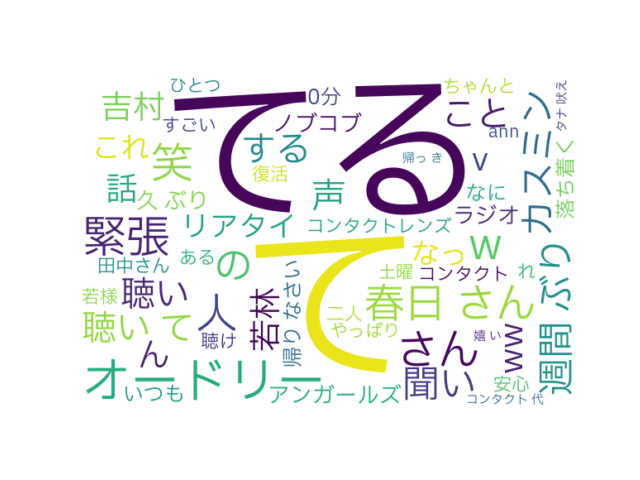 ひとつ
吉村
すごい
てる
0分
ノブコブ
ちゃんと
こと
ann
タナ 吠え
カスミン
落ち着く
これ
笑
する
復活
帰っ き
v
なに
話
久 ぶり
声
ラジオ
緊張
リアタイ
コンタクトレンズ
w
田中さん
ある
の
て
なっ
土曜
コンタクト
れ
ぶり
若様
聴い
人
若林
帰り なさい
二人
春日 さん
聴い て
聴け
やっぱり
嬉 い
ん
さん
ww
週間
オードリー
いつも
アンガールズ
聞い
安心
コンタクト 代